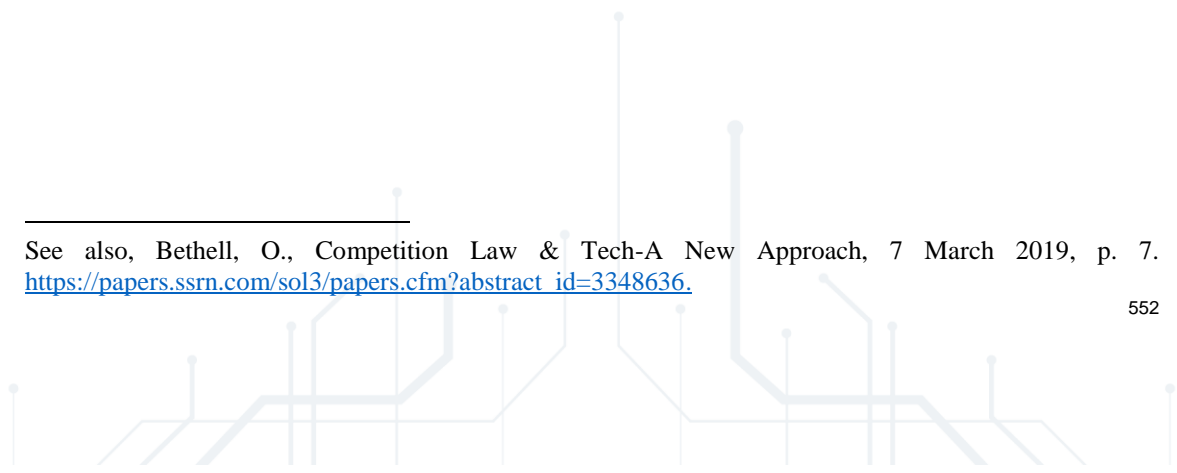 See also, Bethell, O., Competition Law & Tech-A New Approach, 7 March 2019, p. 7.
https://papers.ssrn.com/sol3/papers.cfm?abstract_id=3348636.
552